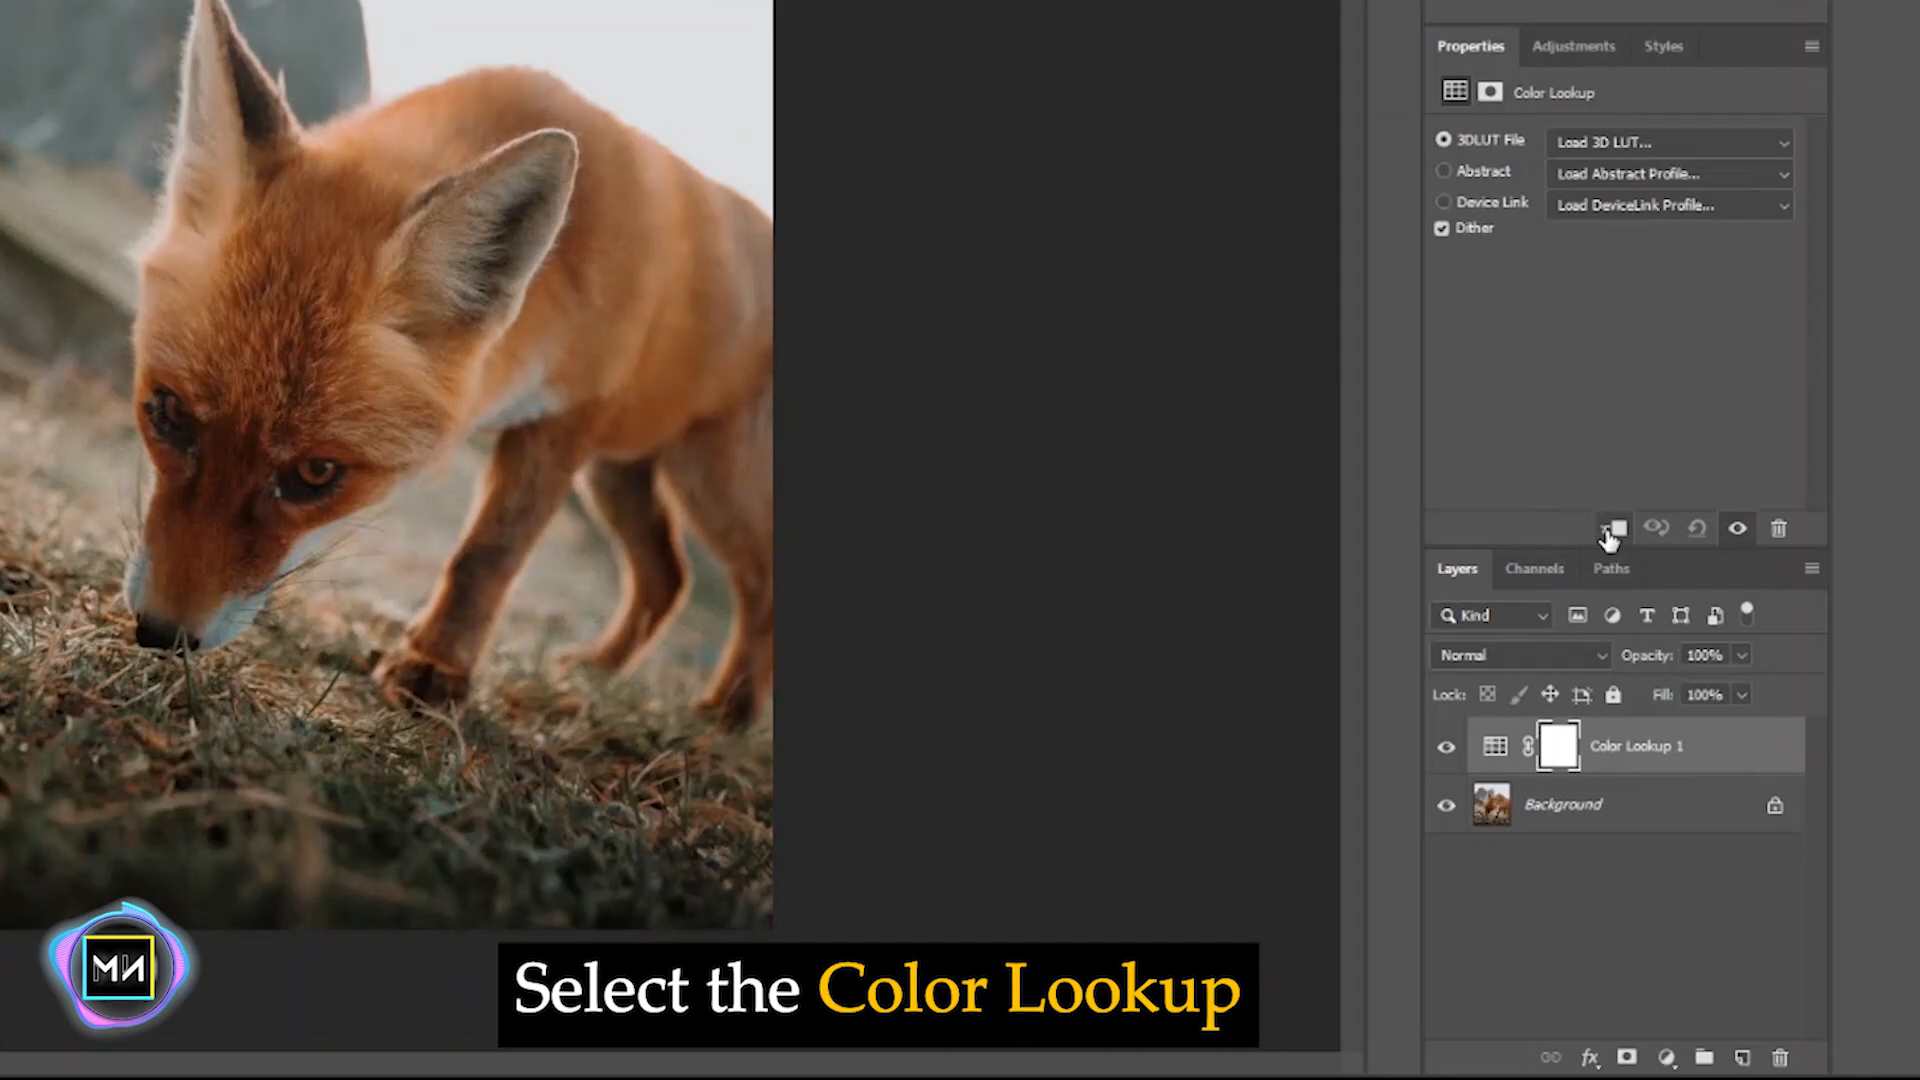 Properties Adjustments Styles
Color Lookup
3DLUT File Load 3D LUT...
Abstract Load Abstract Profile...
Device Link Load DeviceLink Profile...
Dither
Layers Channels Paths
Kind
Normal Opacity: 100%
Lock: Fill: 100%
Color Lookup 1
Background
fx
MN
Select the Color Lookup